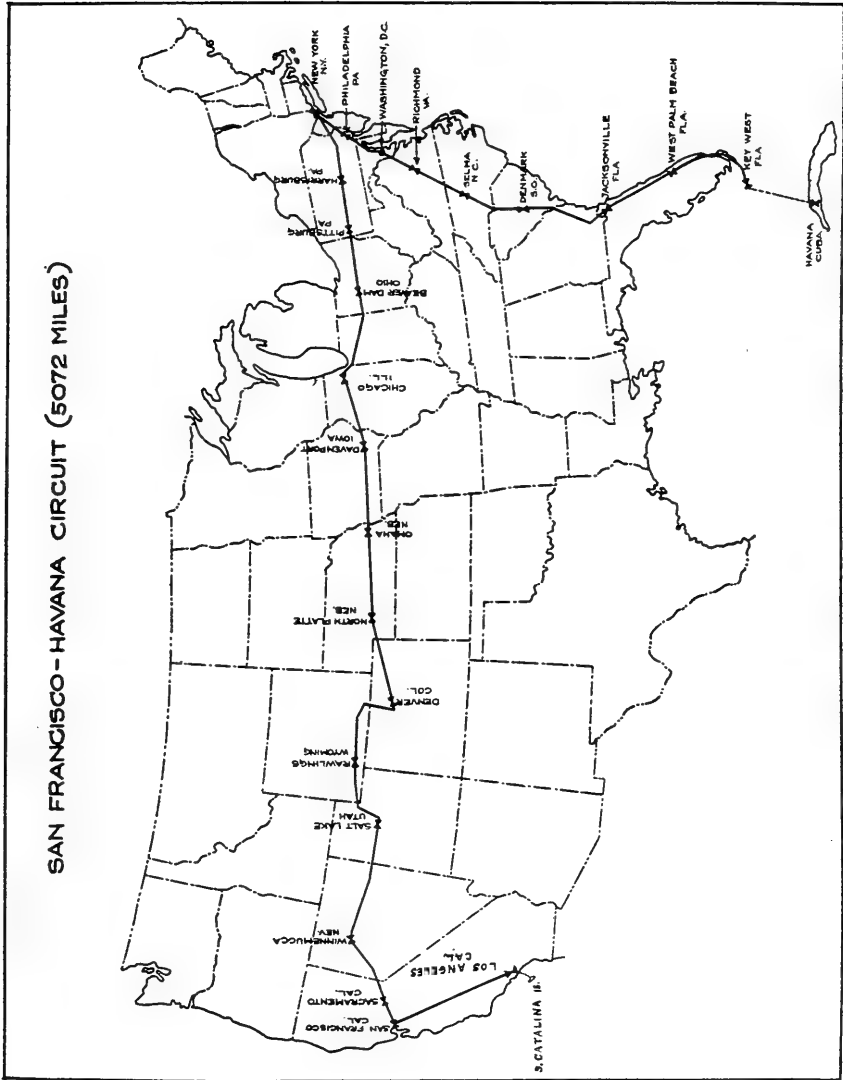 SAN FRANCISCO-HAVANA CIRCUIT (5072 MILES)
NEW YORK
N.Y.
PHILADELPHIA
PA
WASHINGTON, D.C.
RICHMOND
VA.
SELMA
N.C.
DENMARK
S.C.
JACKSONVILLE
FLA
WEST PALM BEACH
FLA.
KEY WEST
FLA
HAVANA
CUBA
HARRISBURG
PA.
PITTSBURG
PA
BEAVER DAM
OHIO
CHICAGO
ILL.
DAVENPORT
IOWA
OMAHA
NEB.
NORTH PLATTE
NEB.
DENVER
COL.
RAWLINGS
WYOMING
SALT LAKE
UTAH
WINNEMUCCA
NEV.
SACRAMENTO
CAL.
SAN FRANCISCO
CAL.
LOS ANGELES
CAL.
S. CATALINA IS.